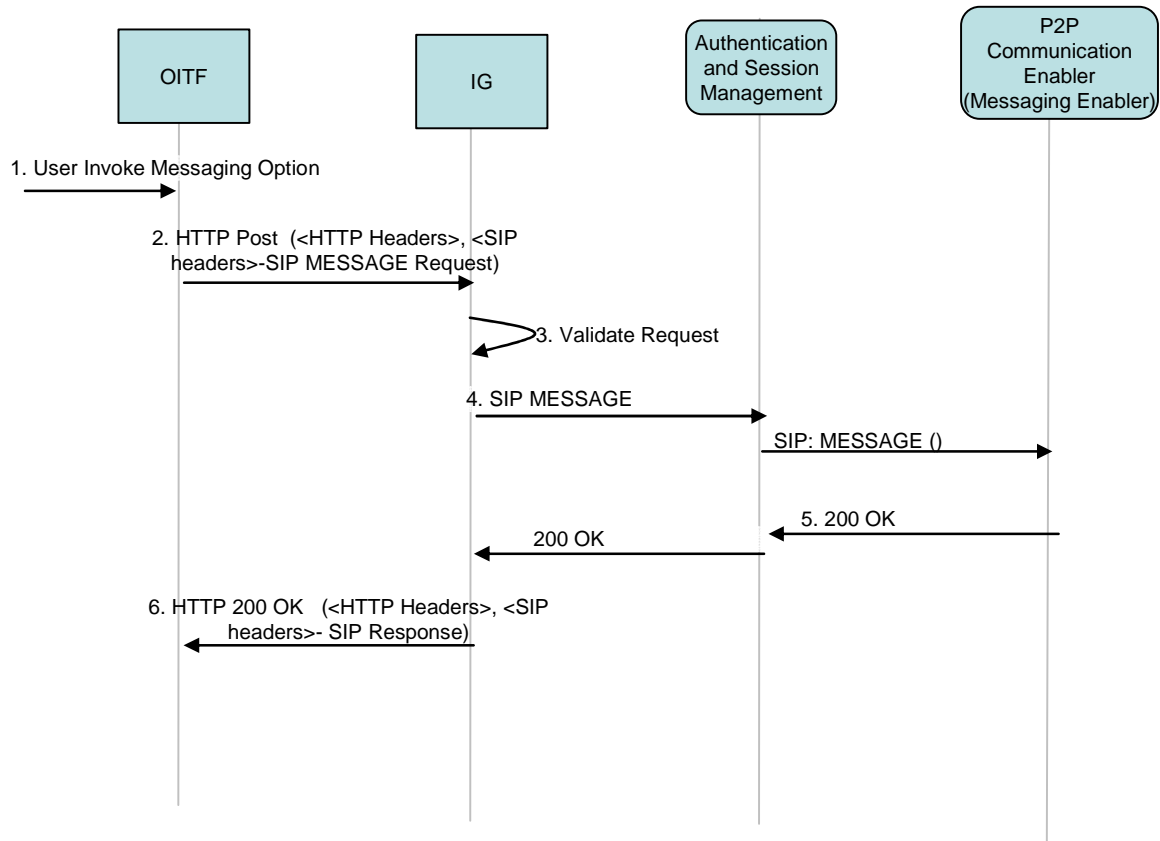 OITF
IG
Authentication
and Session
Management
P2P
Communication
Enabler
(Messaging Enabler)
1. User Invoke Messaging Option
2. HTTP Post (<HTTP Headers>, <SIP
headers>-SIP MESSAGE Request)
3. Validate Request
4. SIP MESSAGE
SIP: MESSAGE ()
5. 200 OK
200 OK
6. HTTP 200 OK (<HTTP Headers>, <SIP
headers>- SIP Response)